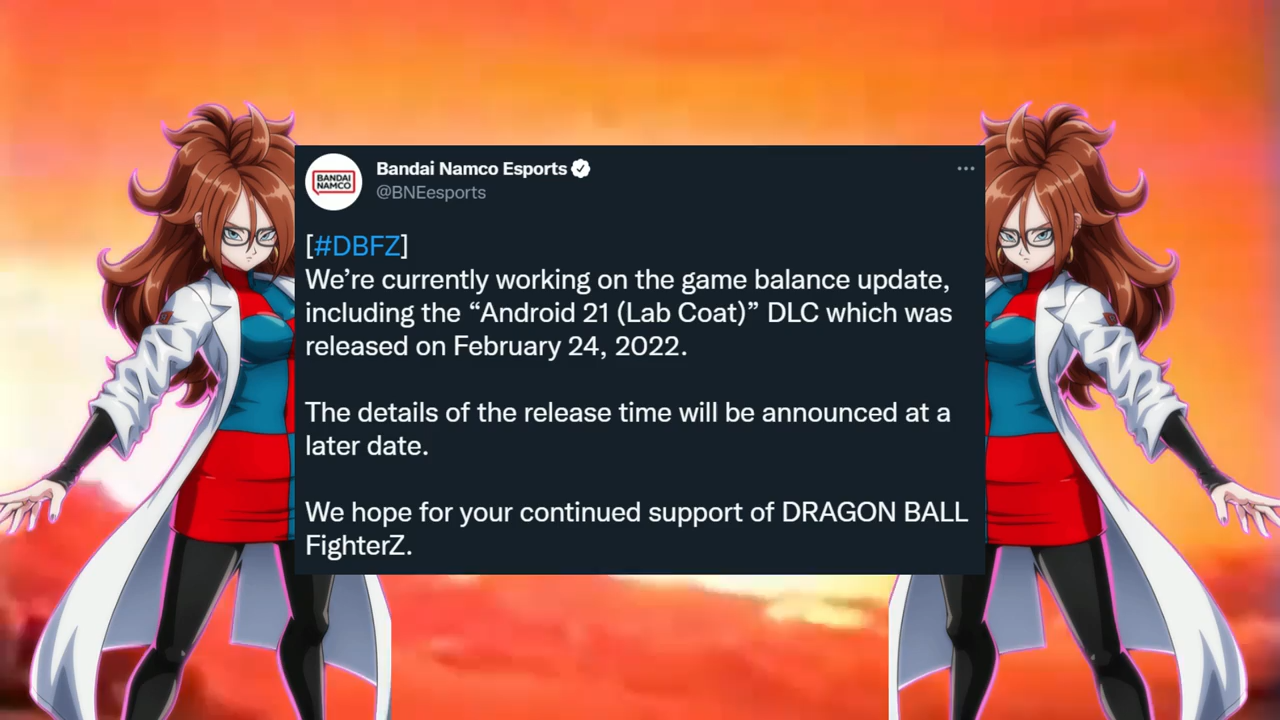 BANDAI
NAMCO
Bandai Namco Esports
@BNEesports
[#DBFZ]
We’re currently working on the game balance update,
including the “Android 21 (Lab Coat)” DLC which was
released on February 24, 2022.
The details of the release time will be announced at a
later date.
We hope for your continued support of DRAGON BALL
FighterZ.